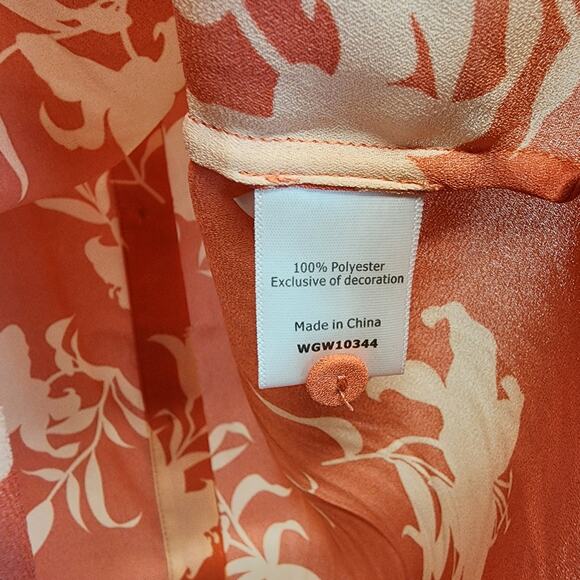 100% Polyester
Exclusive of decoration
Made in China
WGW10344